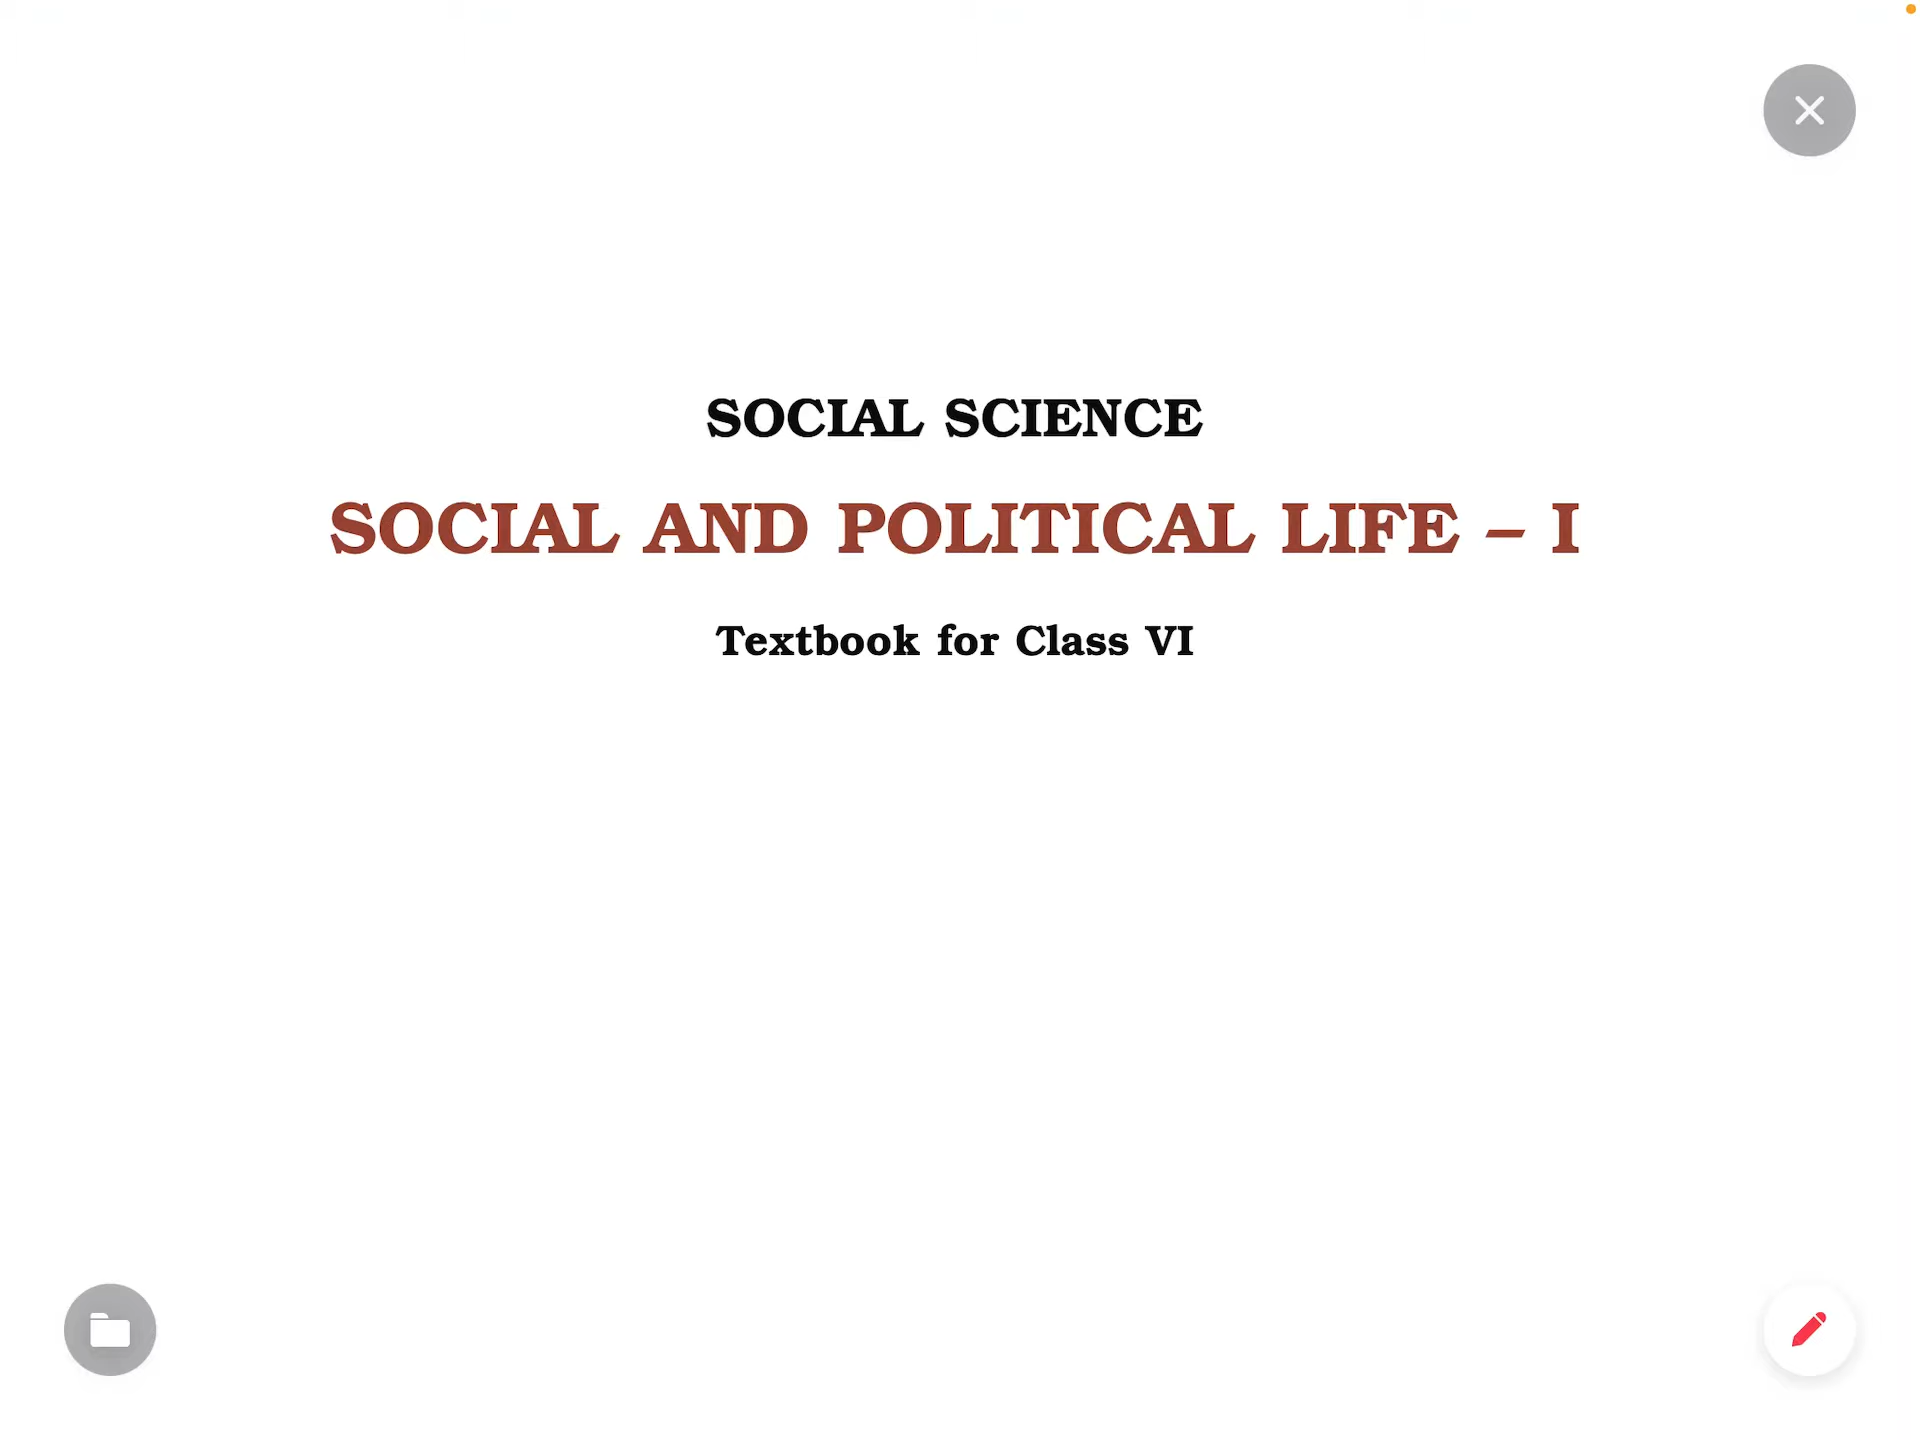 SOCIAL SCIENCE
SOCIAL AND POLITICAL LIFE – I
Textbook for Class VI